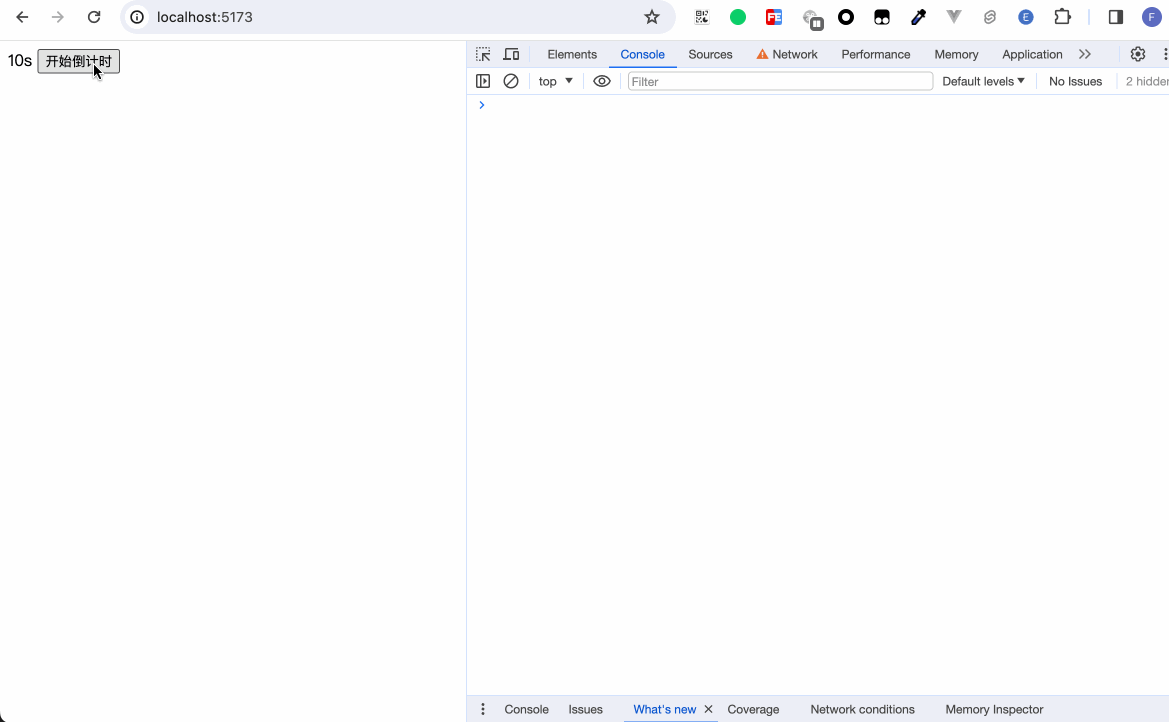 localhost:5173
FE
E
F
10s 开始倒计时
Elements Console Sources Network Performance Memory Application
top Filter Default levels No Issues 2 hidden
Console Issues What's new Coverage Network conditions Memory Inspector